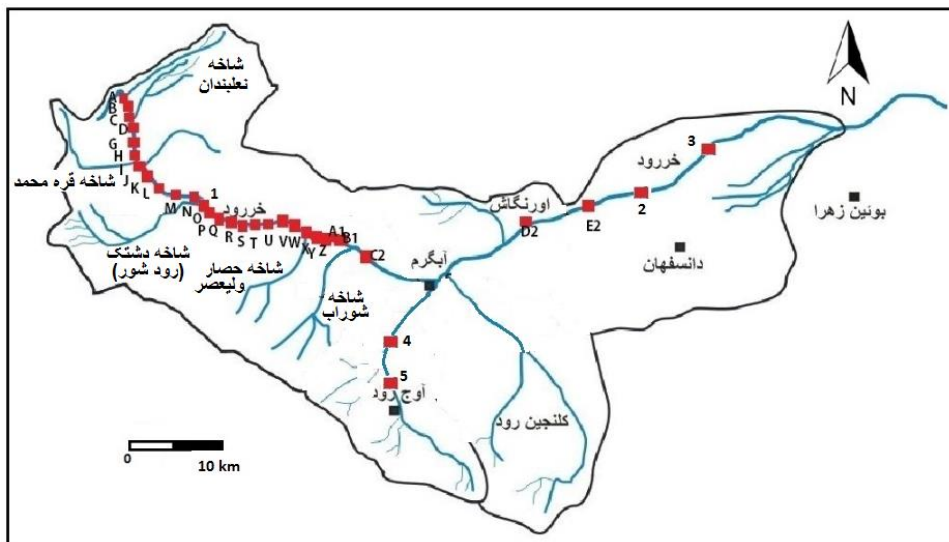 شاخه
نعلبندان
A
B
C
D
G
H
I
J
K
L
M
N
O
P
Q
R
S
T
U
V
W
X
Y
Z
A1
B1
C2
D2
E2
1
2
3
4
5
شاخه قره محمد
خررود
شاخه دشتک
(رود شور)
شاخه حصار
ولیعصر
شاخه
شوراب
آبگرم
اورنگاش
خررود
بوئین زهرا
دانسفهان
آوج رود
کلنجین رود
N
0
10 km